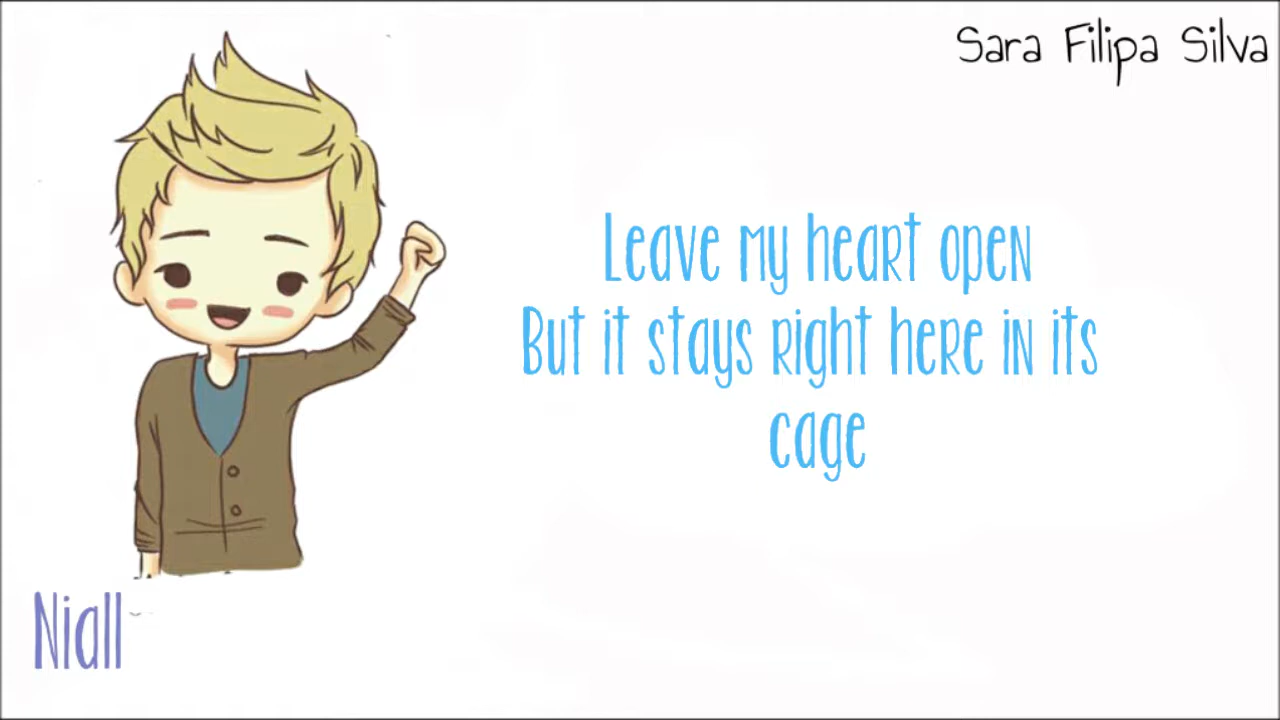 Sara Filipa Silva
Leave my heart open
But it stays right here in its
cage
Niall